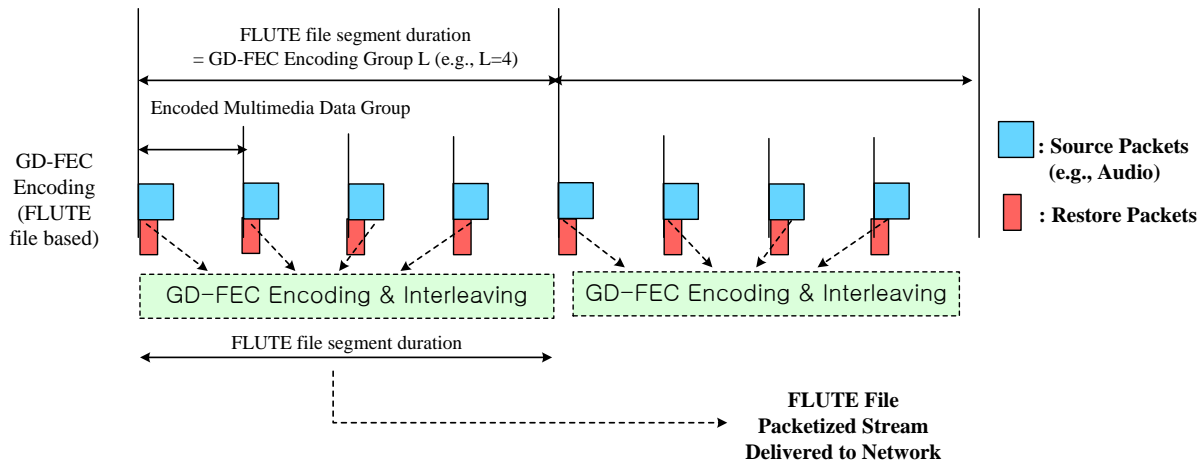 FLUTE file segment duration
= GD-FEC Encoding Group L (e.g., L=4)
Encoded Multimedia Data Group
GD-FEC
Encoding
(FLUTE
file based)
: Source Packets
(e.g., Audio)
: Restore Packets
GD-FEC Encoding & Interleaving
GD-FEC Encoding & Interleaving
FLUTE file segment duration
FLUTE File
Packetized Stream
Delivered to Network